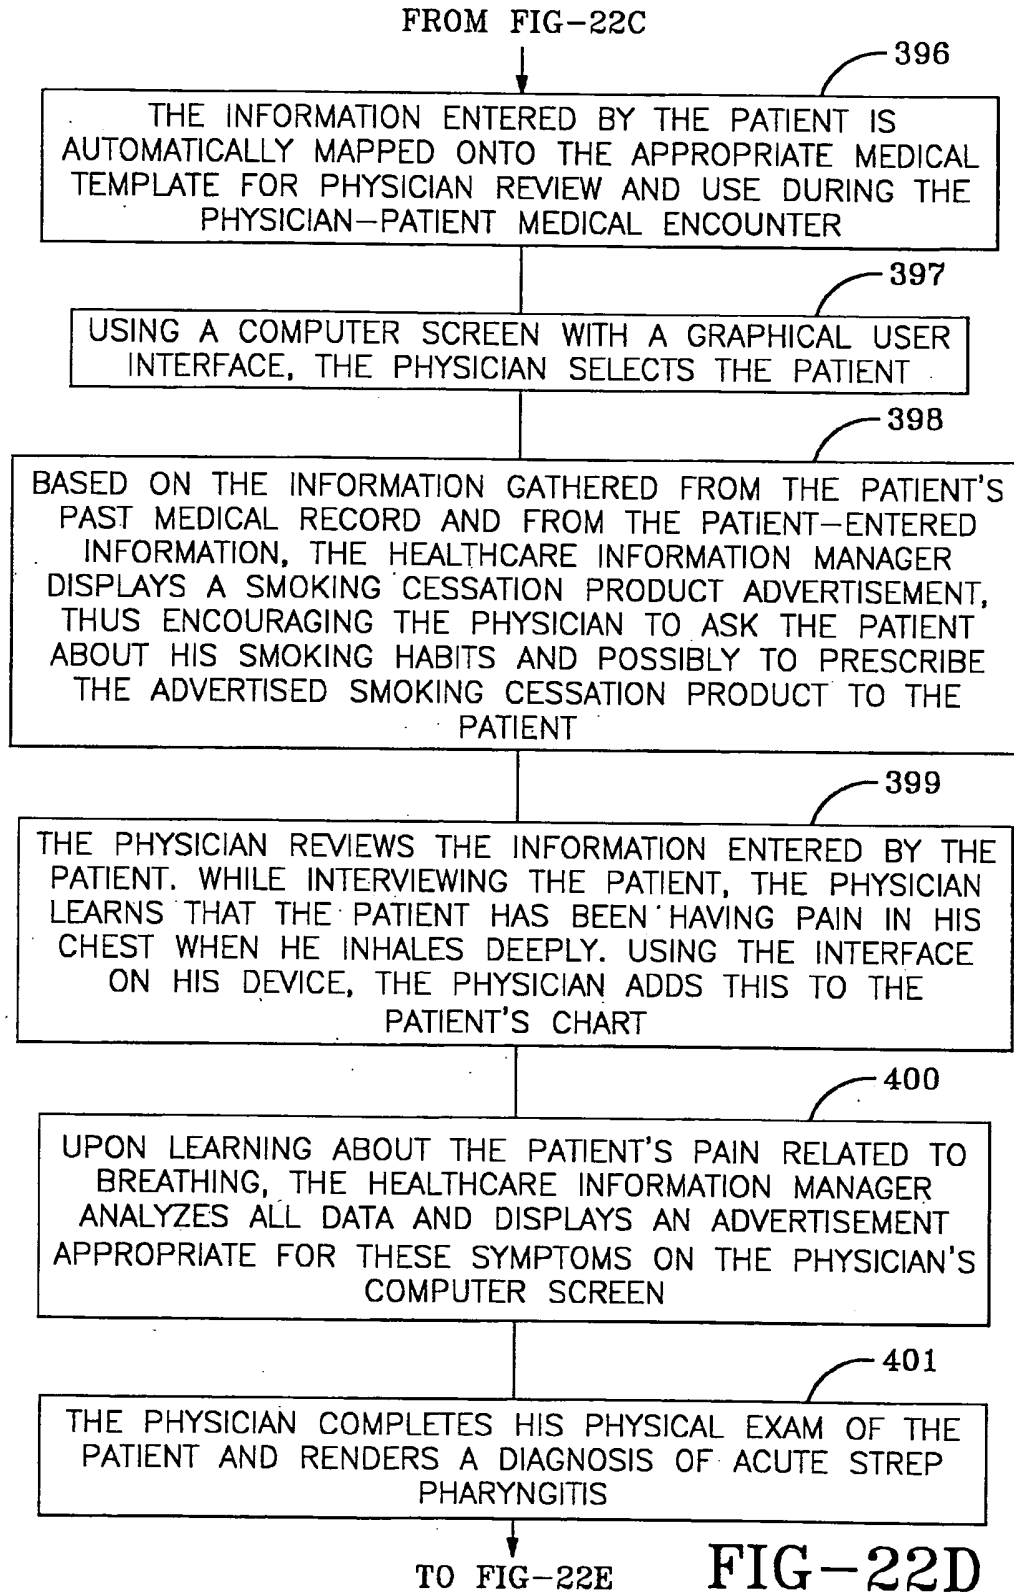 FROM FIG-22C
396
THE INFORMATION ENTERED BY THE PATIENT IS
AUTOMATICALLY MAPPED ONTO THE APPROPRIATE MEDICAL
TEMPLATE FOR PHYSICIAN REVIEW AND USE DURING THE
PHYSICIAN-PATIENT MEDICAL ENCOUNTER
397
USING A COMPUTER SCREEN WITH A GRAPHICAL USER
INTERFACE, THE PHYSICIAN SELECTS THE PATIENT
398
BASED ON THE INFORMATION GATHERED FROM THE PATIENT'S
PAST MEDICAL RECORD AND FROM THE PATIENT-ENTERED
INFORMATION, THE HEALTHCARE INFORMATION MANAGER
DISPLAYS A SMOKING CESSATION PRODUCT ADVERTISEMENT,
THUS ENCOURAGING THE PHYSICIAN TO ASK THE PATIENT
ABOUT HIS SMOKING HABITS AND POSSIBLY TO PRESCRIBE
THE ADVERTISED SMOKING CESSATION PRODUCT TO THE
PATIENT
399
THE PHYSICIAN REVIEWS THE INFORMATION ENTERED BY THE
PATIENT. WHILE INTERVIEWING THE PATIENT, THE PHYSICIAN
LEARNS THAT THE PATIENT HAS BEEN HAVING PAIN IN HIS
CHEST WHEN HE INHALES DEEPLY. USING THE INTERFACE
ON HIS DEVICE, THE PHYSICIAN ADDS THIS TO THE
PATIENT'S CHART
400
UPON LEARNING ABOUT THE PATIENT'S PAIN RELATED TO
BREATHING, THE HEALTHCARE INFORMATION MANAGER
ANALYZES ALL DATA AND DISPLAYS AN ADVERTISEMENT
APPROPRIATE FOR THESE SYMPTOMS ON THE PHYSICIAN'S
COMPUTER SCREEN
401
THE PHYSICIAN COMPLETES HIS PHYSICAL EXAM OF THE
PATIENT AND RENDERS A DIAGNOSIS OF ACUTE STREP
PHARYNGITIS
TO FIG-22E
FIG-22D